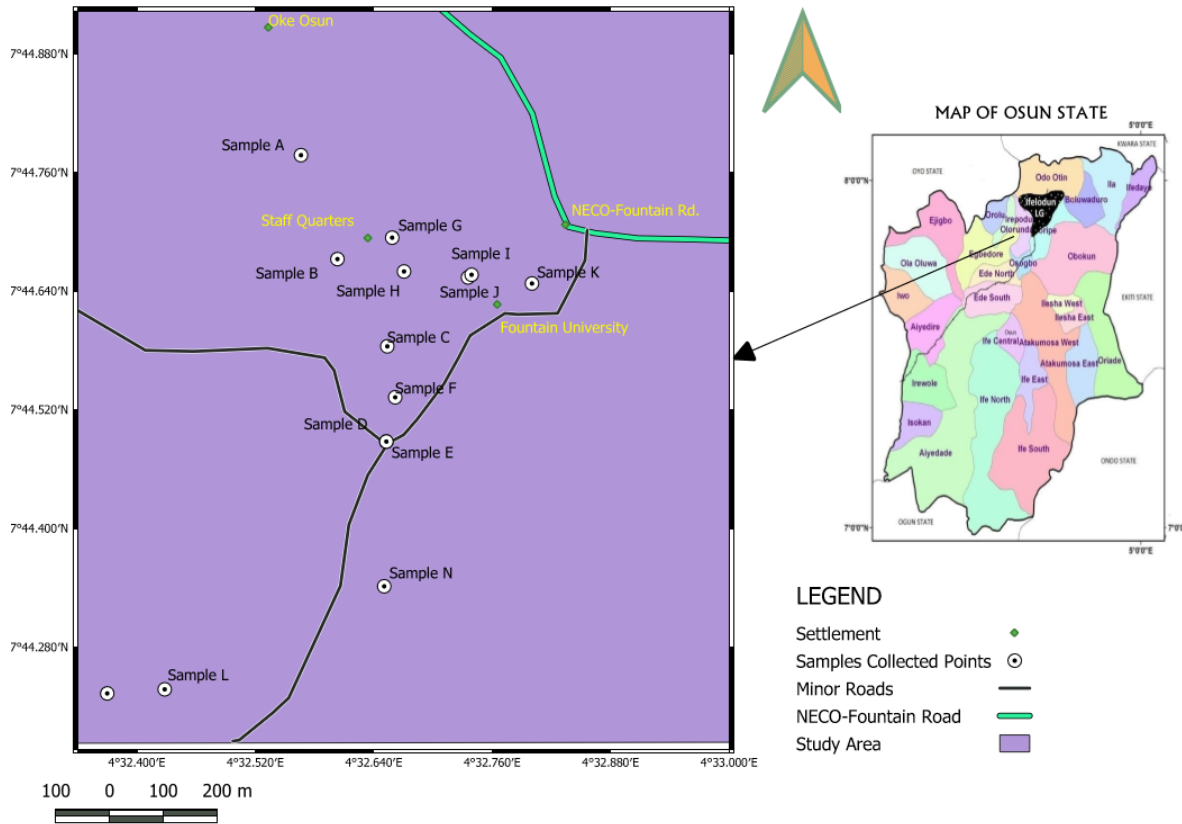 Oke Osun
7°44.880'N
Sample A
7°44.760'N
NECO-Fountain Rd.
Staff Quarters
Sample G
Sample I
Sample B
Sample H
Sample J
Sample K
7°44.640'N
Fountain University
Sample C
Sample F
7°44.520'N
Sample D
Sample E
7°44.400'N
Sample N
7°44.280'N
Sample L
4°32.400
4°32.520
4°32.640
4°32.760
4°32.880
4°33.000
100 0 100 200 m
MAP OF OSUN STATE
5°0'0"E
KWARA STATE
OYO STATE
8°0'0"N
Odo Otin
Ila
Ifedayo
Ifelodun
LG
Boluwaduro
Ejigbo
Orolu
Irepodu
Olorunda
Oripe
Egbedore
Osogbo
Obokun
Ola Oluwa
Ede North
Iwo
Ede South
EKITI STATE
Ilesha West
Ilesha East
Aiyedire
Osun
Ife Central
Atakumosa West
Atakumosa East
Oriade
Irewole
Ife East
Ife North
Isokan
Ife South
Aiyedade
ONDO STATE
OGUN STATE
7°0'0"N
7°0'
5°0'0"E
LEGEND
Settlement
Samples Collected Points
Minor Roads
NECO-Fountain Road
Study Area